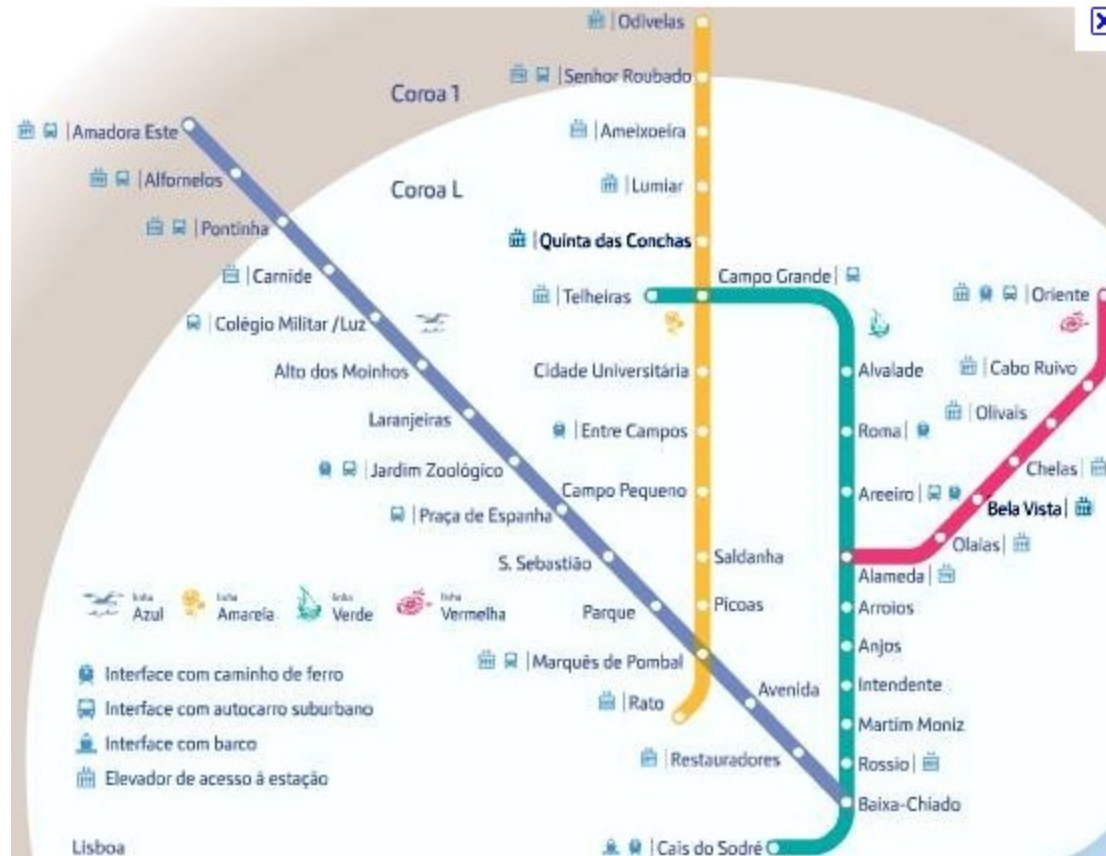 Odivelas
Senhor Roubado
Coroa 1
Amadora Este
Ameixoeira
Alfornelos
Coroa L
Lumiar
Pontinha
Quinta das Conchas
Carnide
Campo Grande
Telheiras
Oriente
Colégio Militar /Luz
Alto dos Moinhos
Cidade Universitária
Alvalade
Cabo Ruivo
Laranjeiras
Olivais
Entre Campos
Roma
Jardim Zoológico
Chelas
Campo Pequeno
Areeiro
Bela Vista
Praça de Espanha
Olaias
S. Sebastião
Saldanha
Alameda
Parque
Picoas
Arroios
linha Azul
linha Amarela
linha Verde
linha Vermelha
Anjos
Marquês de Pombal
Interface com caminho de ferro
Avenida
Intendente
Rato
Interface com autocarro suburbano
Martim Moniz
Interface com barco
Restauradores
Rossio
Elevador de acesso à estação
Baixa-Chiado
Lisboa
Cais do Sodré